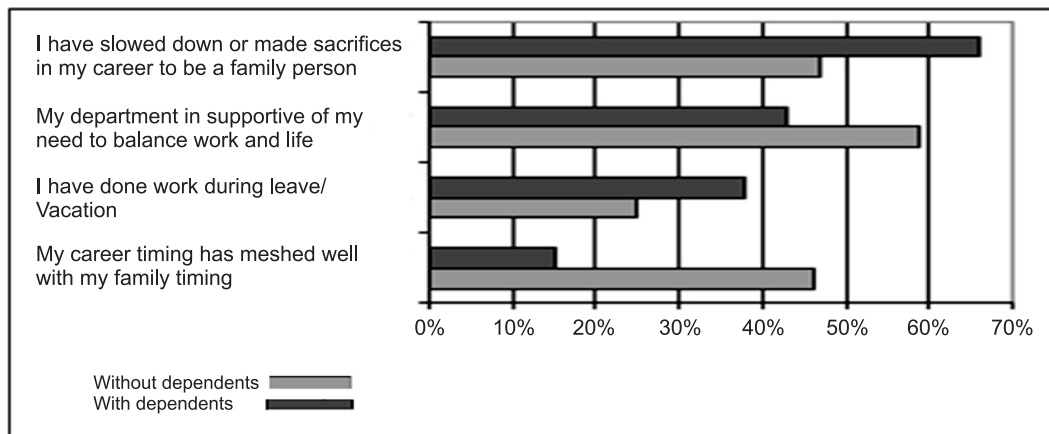 I have slowed down or made sacrifices
in my career to be a family person
My department in supportive of my
need to balance work and life
I have done work during leave/
Vacation
My career timing has meshed well
with my family timing
0% 10% 20% 30% 40% 50% 60% 70%
Without dependents
With dependents